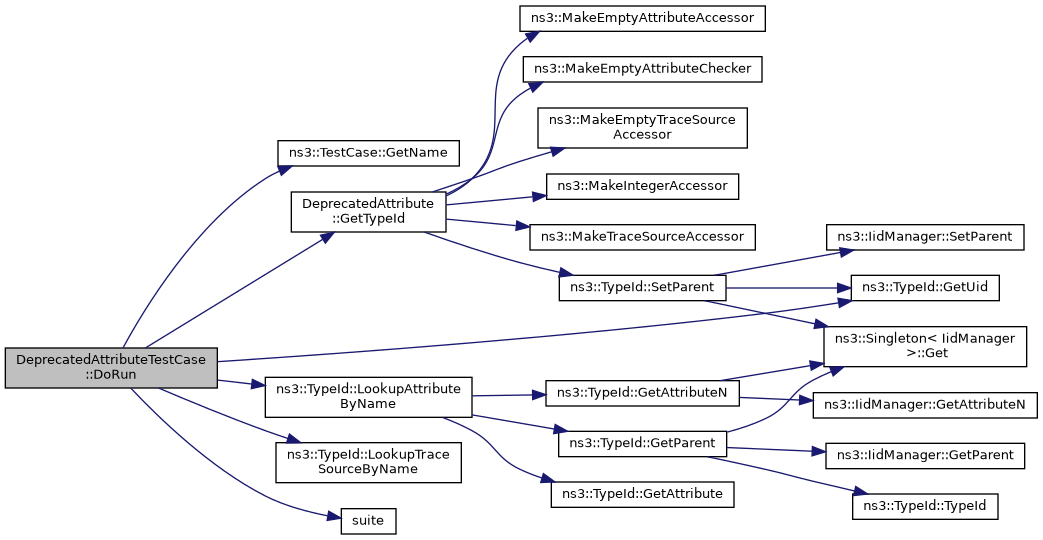 ns3::MakeEmptyAttributeAccessor
ns3::MakeEmptyAttributeChecker
ns3::MakeEmptyTraceSource
Accessor
ns3::TestCase::GetName
ns3::MakeIntegerAccessor
DeprecatedAttribute
::GetTypeId
ns3::MakeTraceSourceAccessor
ns3::IidManager::SetParent
ns3::TypeId::SetParent
ns3::TypeId::GetUid
ns3::Singleton< IidManager
>::Get
DeprecatedAttributeTestCase
::DoRun
ns3::TypeId::LookupAttribute
ByName
ns3::TypeId::GetAttributeN
ns3::IidManager::GetAttributeN
ns3::TypeId::GetParent
ns3::IidManager::GetParent
ns3::TypeId::LookupTrace
SourceByName
ns3::TypeId::GetAttribute
ns3::TypeId::TypeId
suite